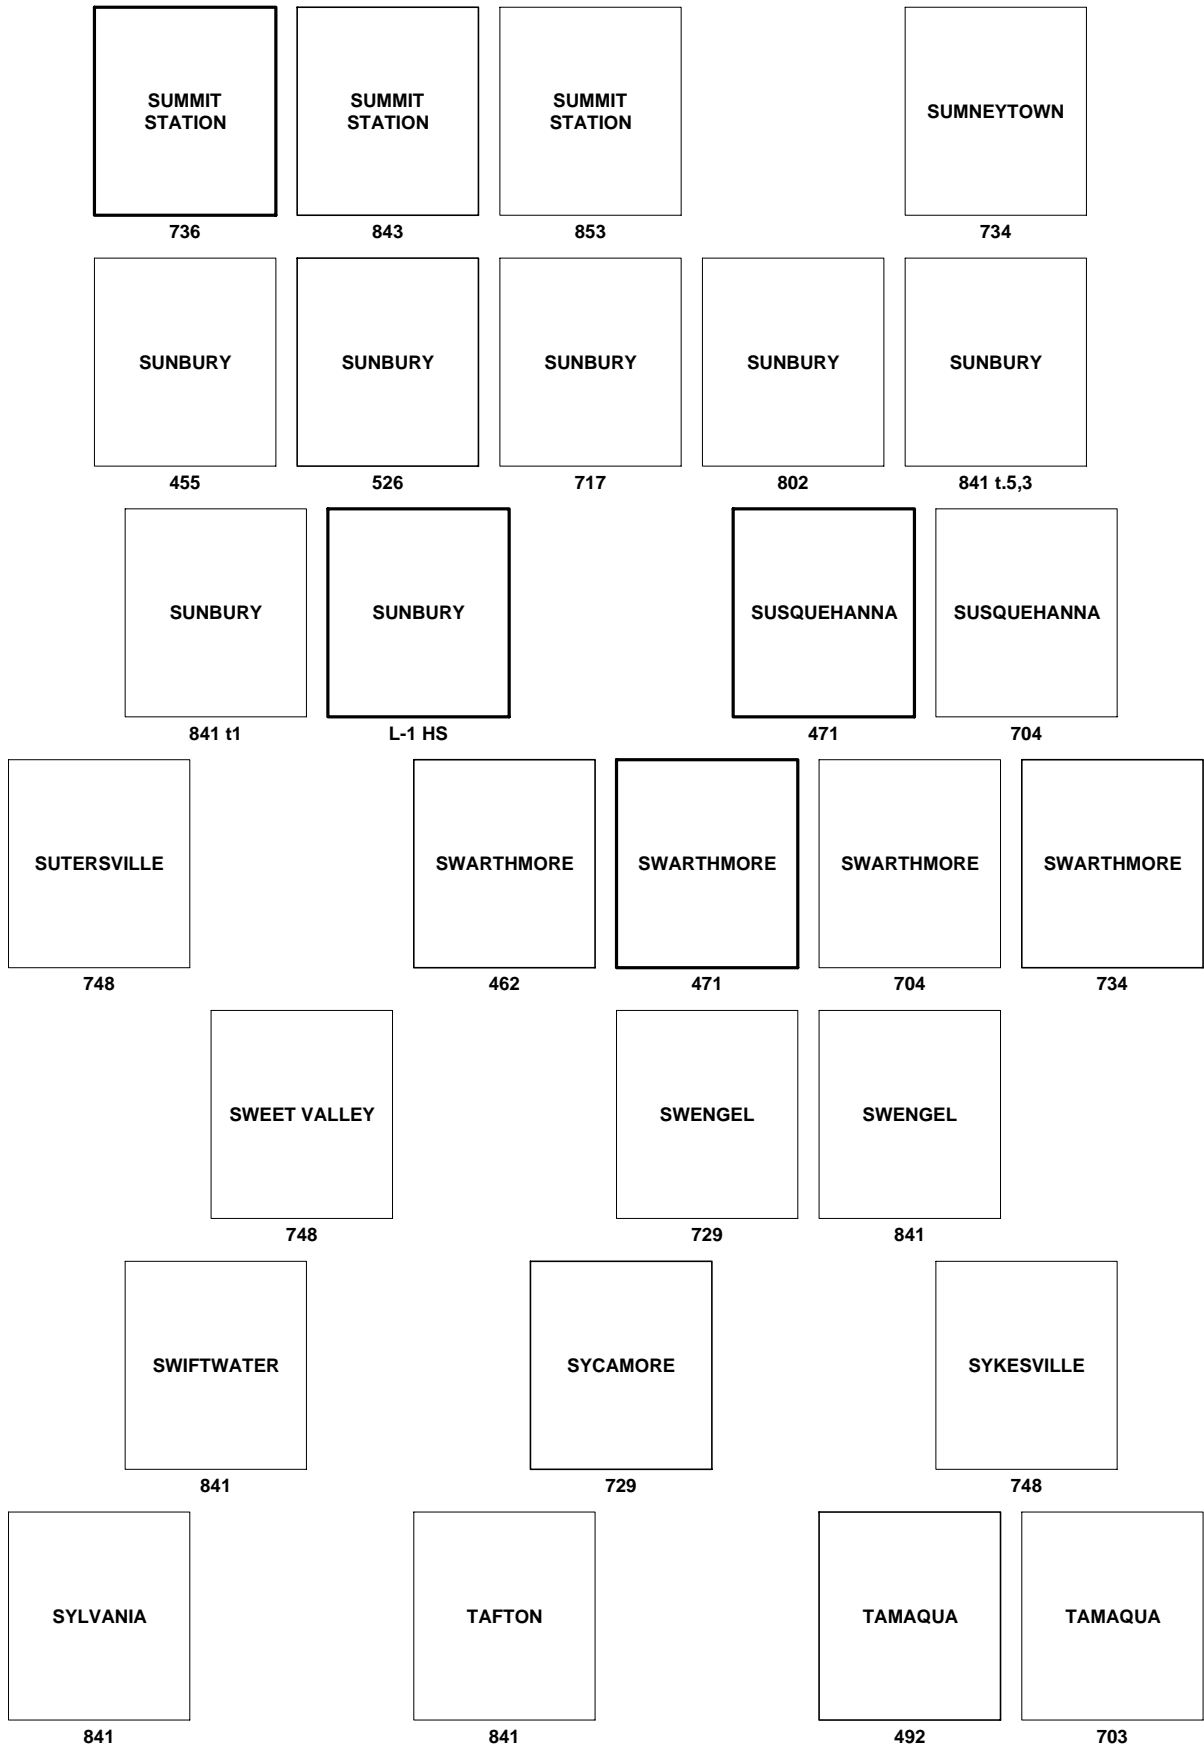 SUMMIT
STATION
SUMMIT
STATION
SUMMIT
STATION
SUMNEYTOWN
736
843
853
734
SUNBURY
SUNBURY
SUNBURY
SUNBURY
SUNBURY
455
526
717
802
841 t.5,3
SUNBURY
SUNBURY
SUSQUEHANNA
SUSQUEHANNA
841 t1
L-1 HS
471
704
SUTERSVILLE
SWARTHMORE
SWARTHMORE
SWARTHMORE
SWARTHMORE
748
462
471
704
734
SWEET VALLEY
SWENGEL
SWENGEL
748
729
841
SWIFTWATER
SYCAMORE
SYKESVILLE
841
729
748
SYLVANIA
TAFTON
TAMAQUA
TAMAQUA
841
841
492
703